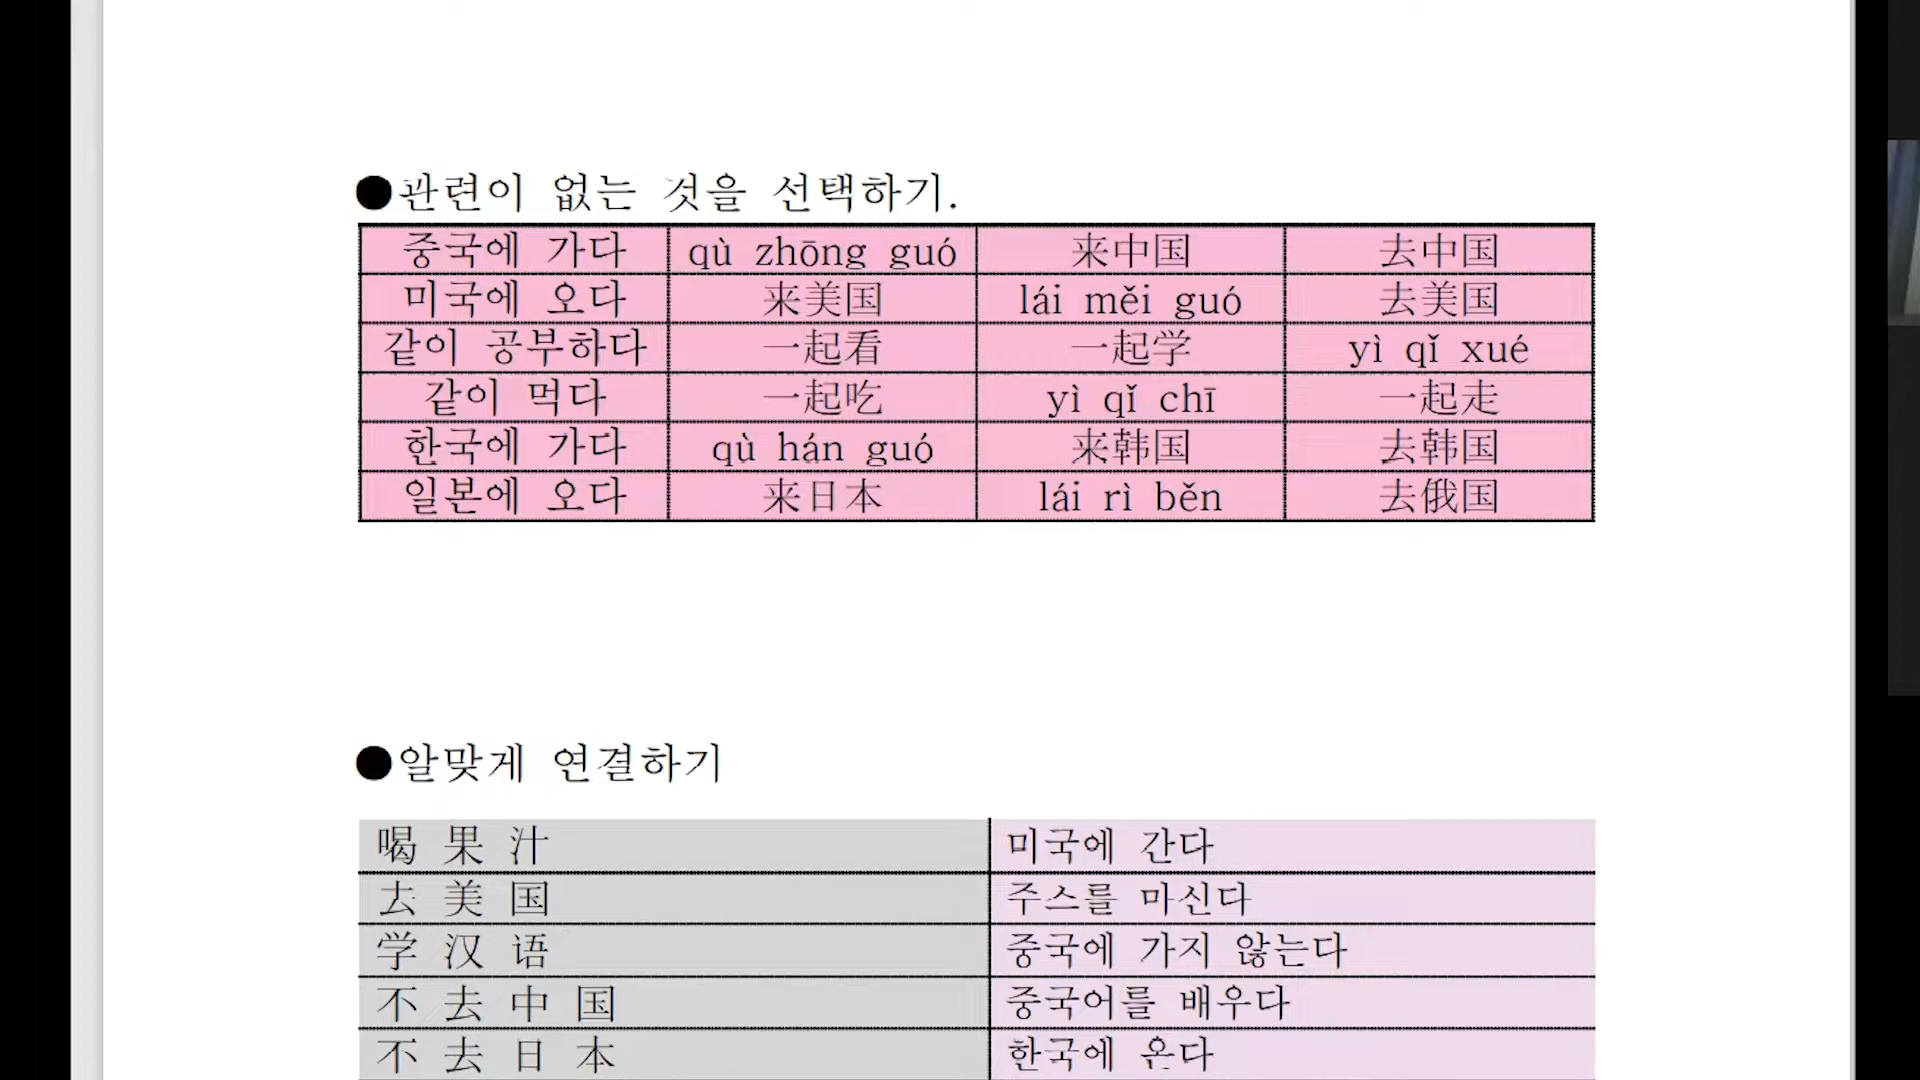 ●관련이 없는 것을 선택하기.
중국에 가다 qù zhōng guó 来中国 去中国
미국에 오다 来美国 lái měi guó 去美国
같이 공부하다 一起看 一起学 yì qǐ xué
같이 먹다 一起吃 yì qǐ chī 一起走
한국에 가다 qù hán guó 来韩国 去韩国
일본에 오다 来日本 lái rì běn 去俄国
●알맞게 연결하기
喝 果 汁 미국에 간다
去 美 国 주스를 마신다
学 汉 语 중국에 가지 않는다
不 去 中 国 중국어를 배우다
不 去 日 本 한국에 온다